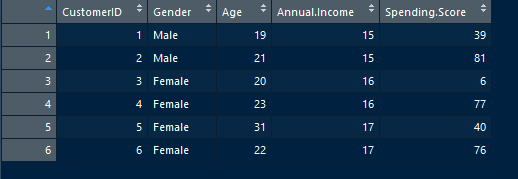 CustomerID Gender Age Annual.Income Spending.Score
1 1 Male 19 15 39
2 2 Male 21 15 81
3 3 Female 20 16 6
4 4 Female 23 16 77
5 5 Female 31 17 40
6 6 Female 22 17 76